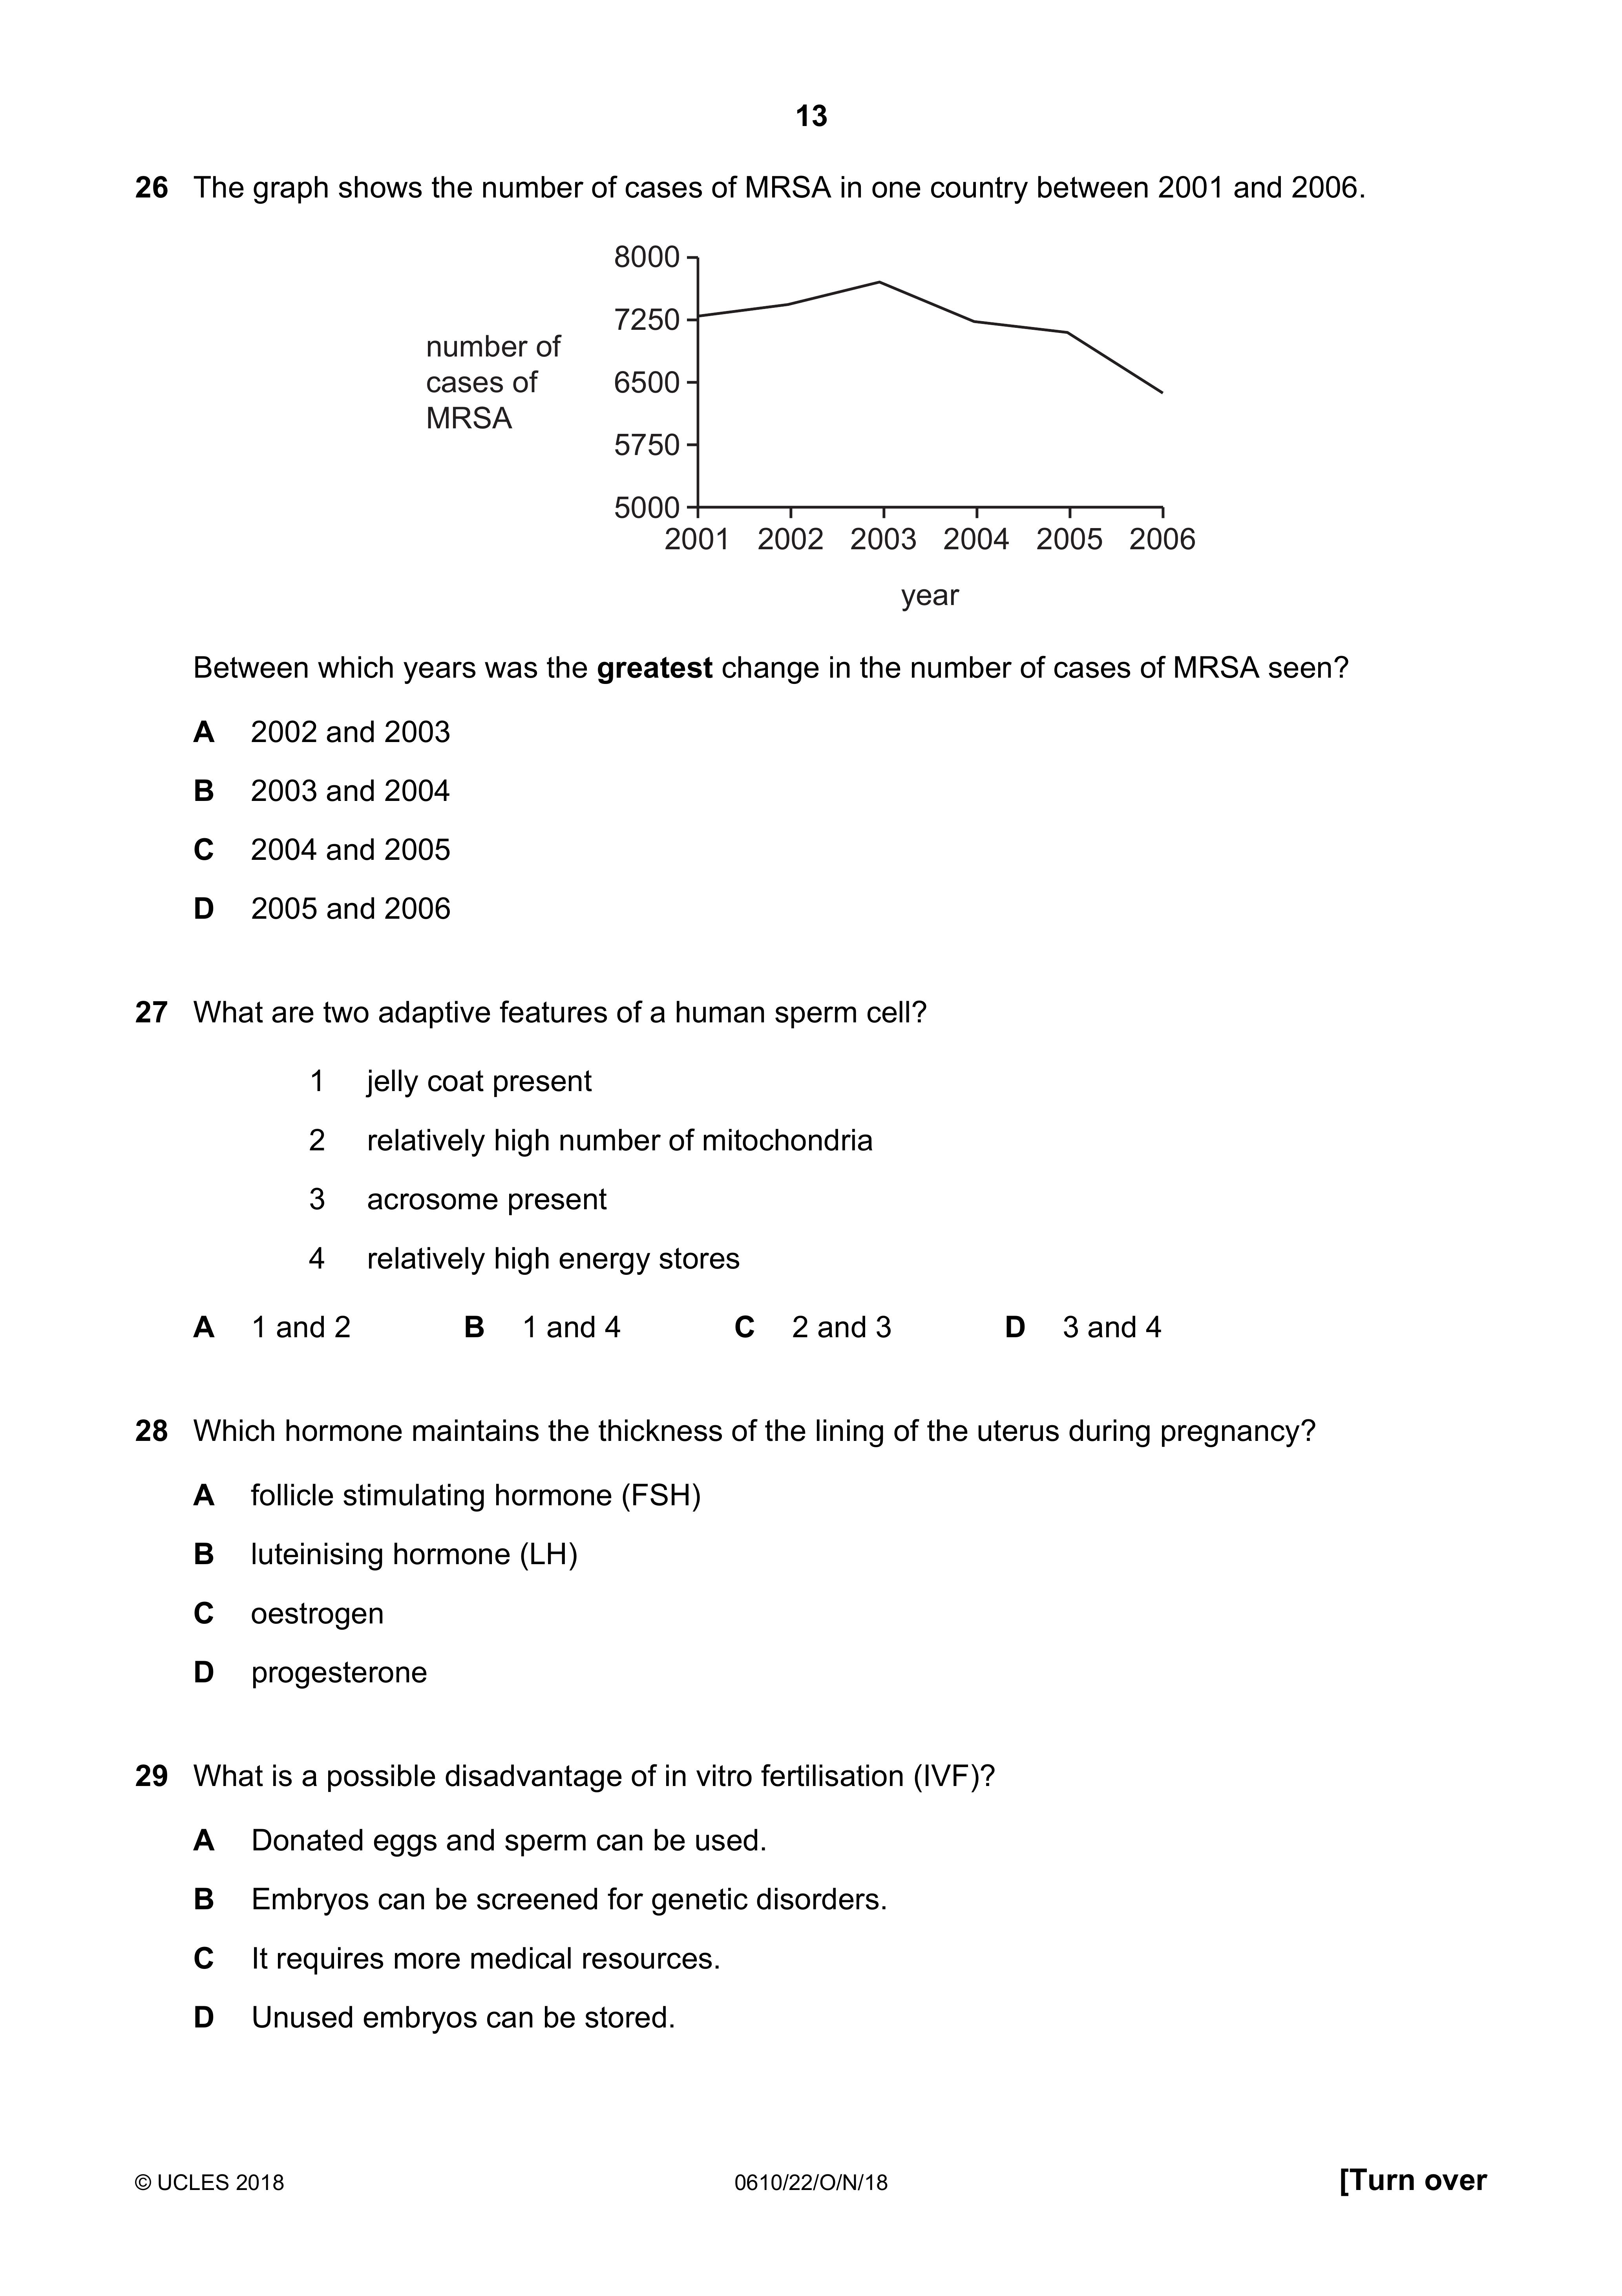 13
26 The graph shows the number of cases of MRSA in one country between 2001 and 2006.
8000
7250
6500
5750
5000
number of
cases of
MRSA
2001 2002 2003 2004 2005 2006
year
Between which years was the greatest change in the number of cases of MRSA seen?
A 2002 and 2003
B 2003 and 2004
C 2004 and 2005
D 2005 and 2006
27 What are two adaptive features of a human sperm cell?
1 jelly coat present
2 relatively high number of mitochondria
3 acrosome present
4 relatively high energy stores
A 1 and 2 B 1 and 4 C 2 and 3 D 3 and 4
28 Which hormone maintains the thickness of the lining of the uterus during pregnancy?
A follicle stimulating hormone (FSH)
B luteinising hormone (LH)
C oestrogen
D progesterone
29 What is a possible disadvantage of in vitro fertilisation (IVF)?
A Donated eggs and sperm can be used.
B Embryos can be screened for genetic disorders.
C It requires more medical resources.
D Unused embryos can be stored.
© UCLES 2018 0610/22/O/N/18 [Turn over